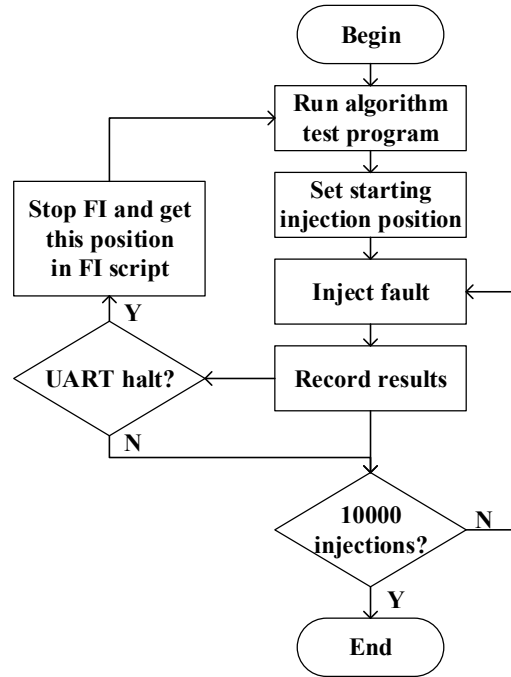 Begin
Run algorithm
test program
Stop FI and get
this position
in FI script
Set starting
injection position
Inject fault
Y
UART halt?
Record results
N
10000
injections?
N
Y
End